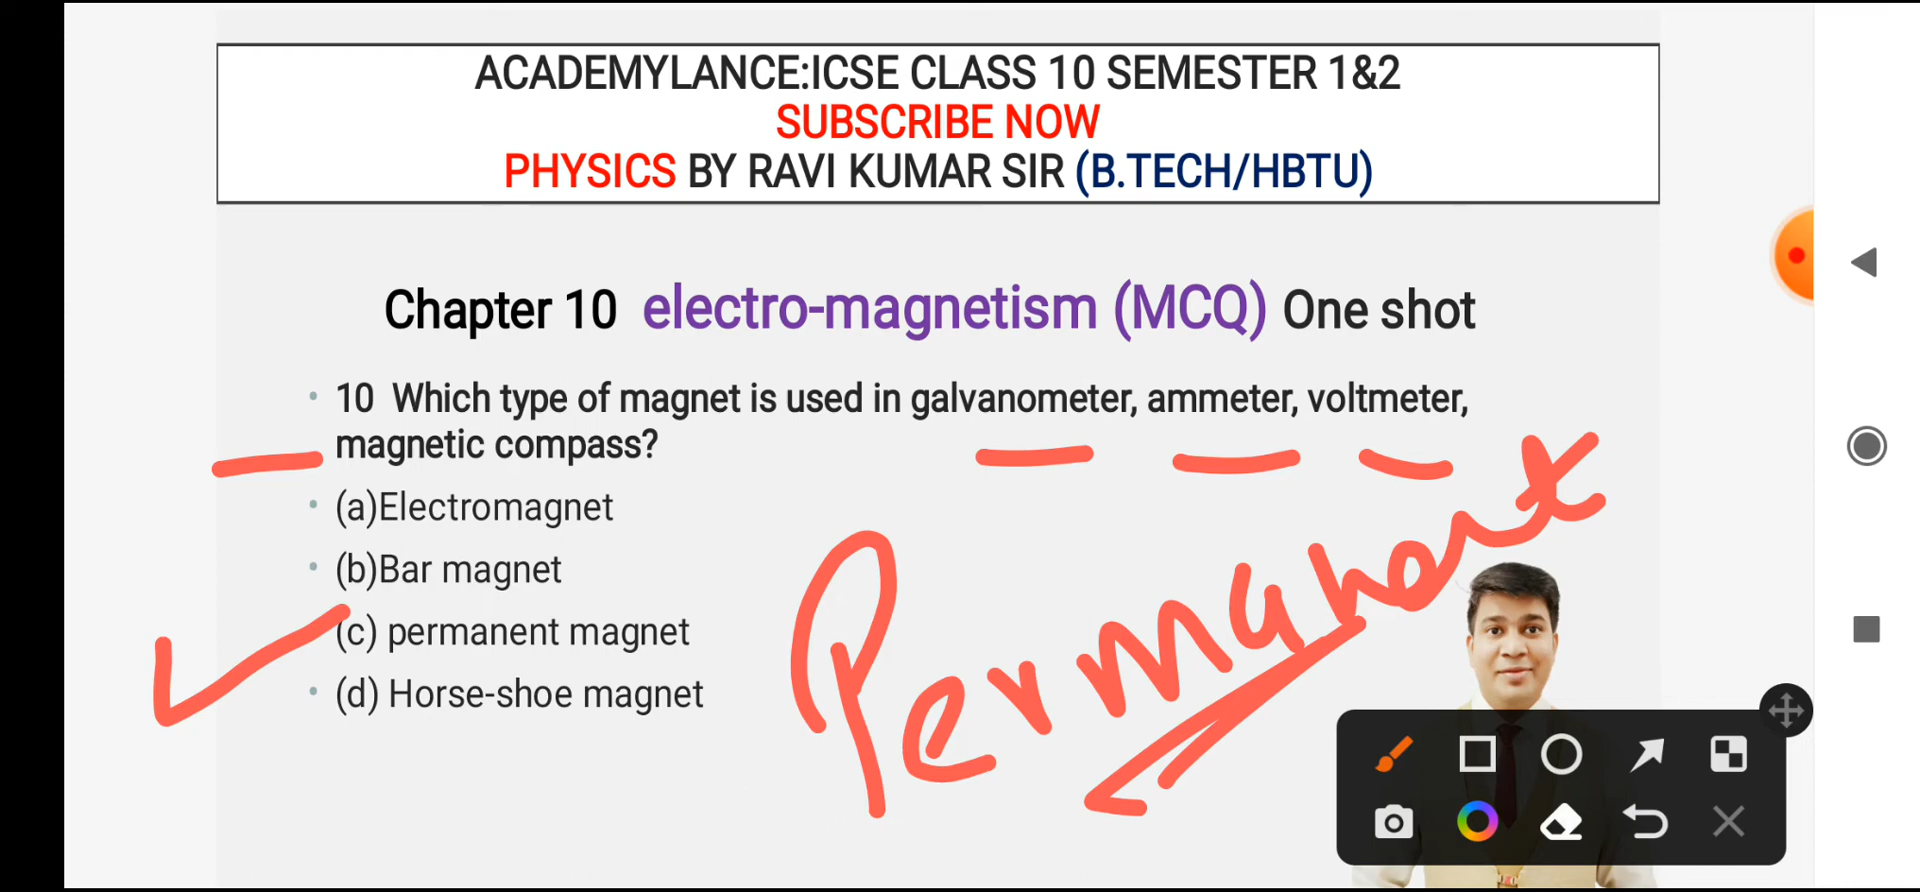 ACADEMYLANCE:ICSE CLASS 10 SEMESTER 1&2
SUBSCRIBE NOW
PHYSICS BY RAVI KUMAR SIR (B.TECH/HBTU)
Chapter 10 electro-magnetism (MCQ) One shot
• 10 Which type of magnet is used in galvanometer, ammeter, voltmeter,
magnetic compass?
• (a)Electromagnet
• (b)Bar magnet
(c) permanent magnet
• (d) Horse-shoe magnet
Permanent